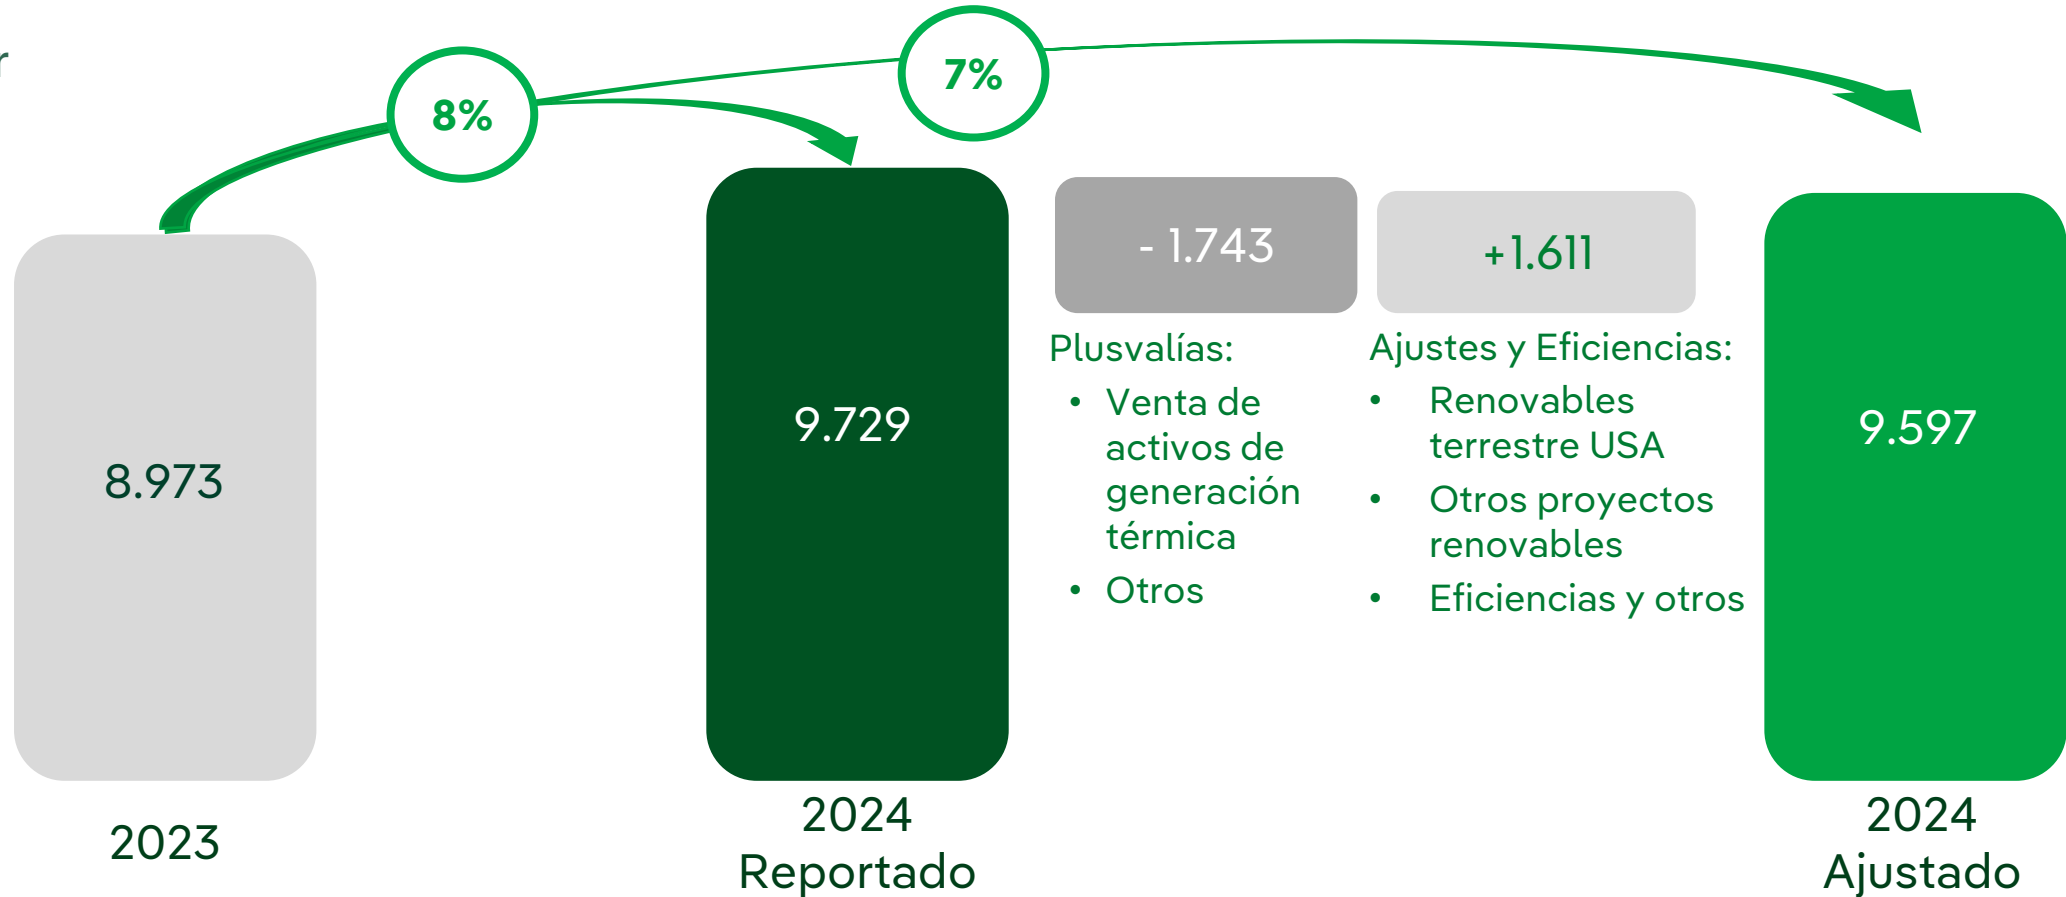 8%
7%
8.973
2023
9.729
2024
Reportado
- 1.743
Plusvalías:
• Venta de
activos de
generación
térmica
• Otros
+1.611
Ajustes y Eficiencias:
• Renovables
terrestre USA
• Otros proyectos
renovables
• Eficiencias y otros
9.597
2024
Ajustado